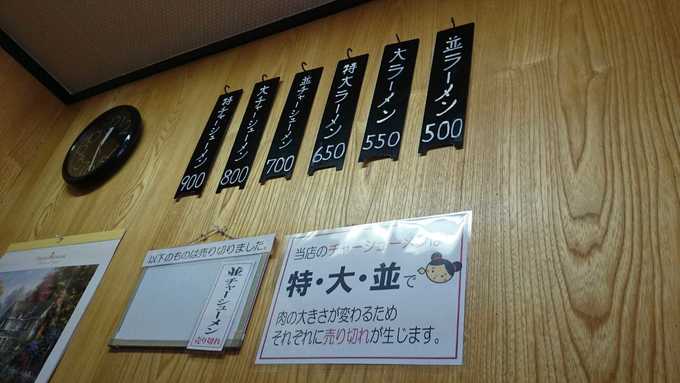 並ラーメン
500
大ラーメン
550
特大ラーメン
650
並チャーシューメン
700
大チャーシューメン
800
特チャーシューメン
900
以下のものは売り切りました。
並チャーシューメン
売り切れ
当店のチャーシューメンは
特・大・並で
肉の大きさが変わるため
それぞれに売り切れが生じます。